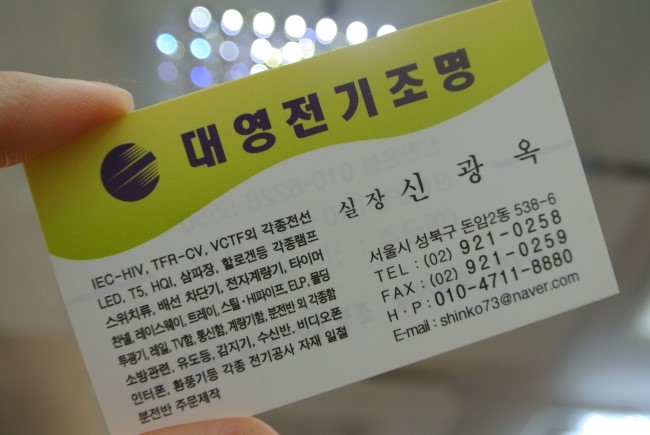 대영전기조명
실장 신광옥
IEC-HIV, TFR-CV, VCTF외 각종전선
LED, T5, HQI, 삼파장, 할로겐등 각종램프
스위치류, 배선 차단기, 전자계량기, 타이머
찬넬, 레이스웨이, 트레이, 스틸·HI파이프, ELP, 몰딩
투광기, 레일, TV함, 통신함, 계량기함, 분전반 외 각종함
소방관련, 유도등, 감지기, 수신반, 비디오폰
인터폰, 환풍기등 각종 전기공사 자재 일절
분전반 주문제작
서울시 성북구 돈암2동 538-6
TEL : (02) 921-0258
FAX : (02) 921-0259
H·P : 010-4711-8880
E-mail : shinko73@naver.com